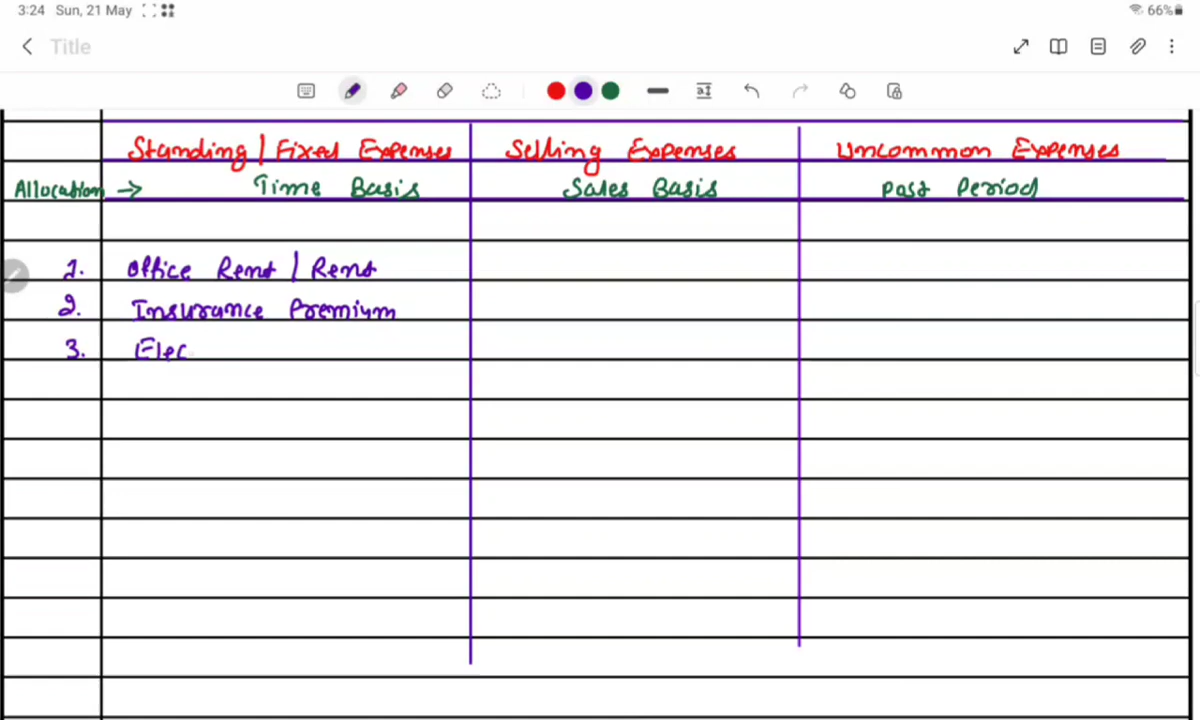 3:24 Sun, 21 May 66%
Title
Standing / Fixed Expenses Selling Expenses Uncommon Expenses
Allocation → Time Basis Sales Basis Past Period
1. Office Rent / Rent
2. Insurance Premium
3. Elec